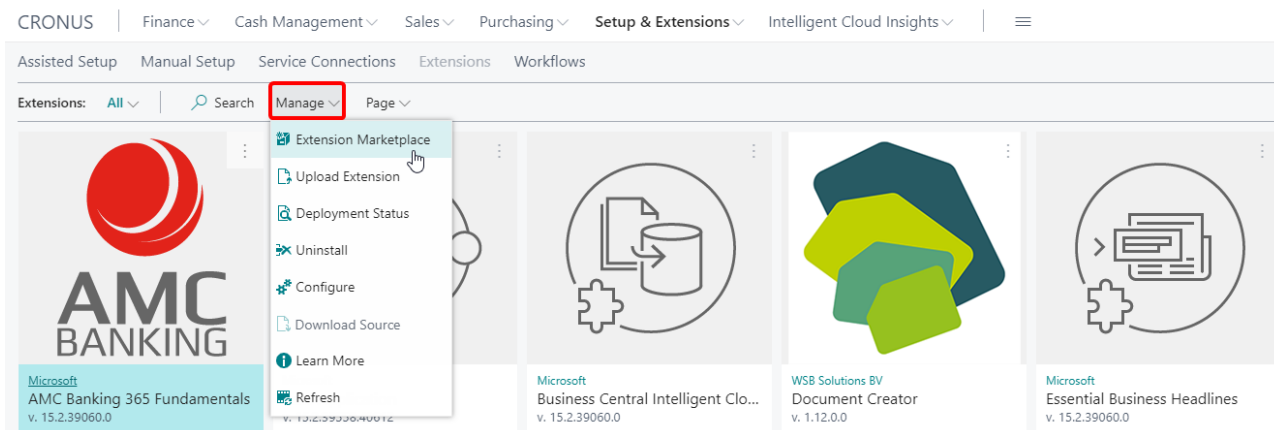 CRONUS Finance Cash Management Sales Purchasing Setup & Extensions Intelligent Cloud Insights
Assisted Setup Manual Setup Service Connections Extensions Workflows
Extensions: All Search Manage Page
Extension Marketplace
Upload Extension
Deployment Status
Uninstall
Configure
Download Source
Learn More
Refresh
AMC
BANKING
Microsoft
AMC Banking 365 Fundamentals
v. 15.2.39060.0
Microsoft
Business Central Intelligent Clo...
v. 15.2.39060.0
WSB Solutions BV
Document Creator
v. 1.12.0.0
Microsoft
Essential Business Headlines
v. 15.2.39060.0